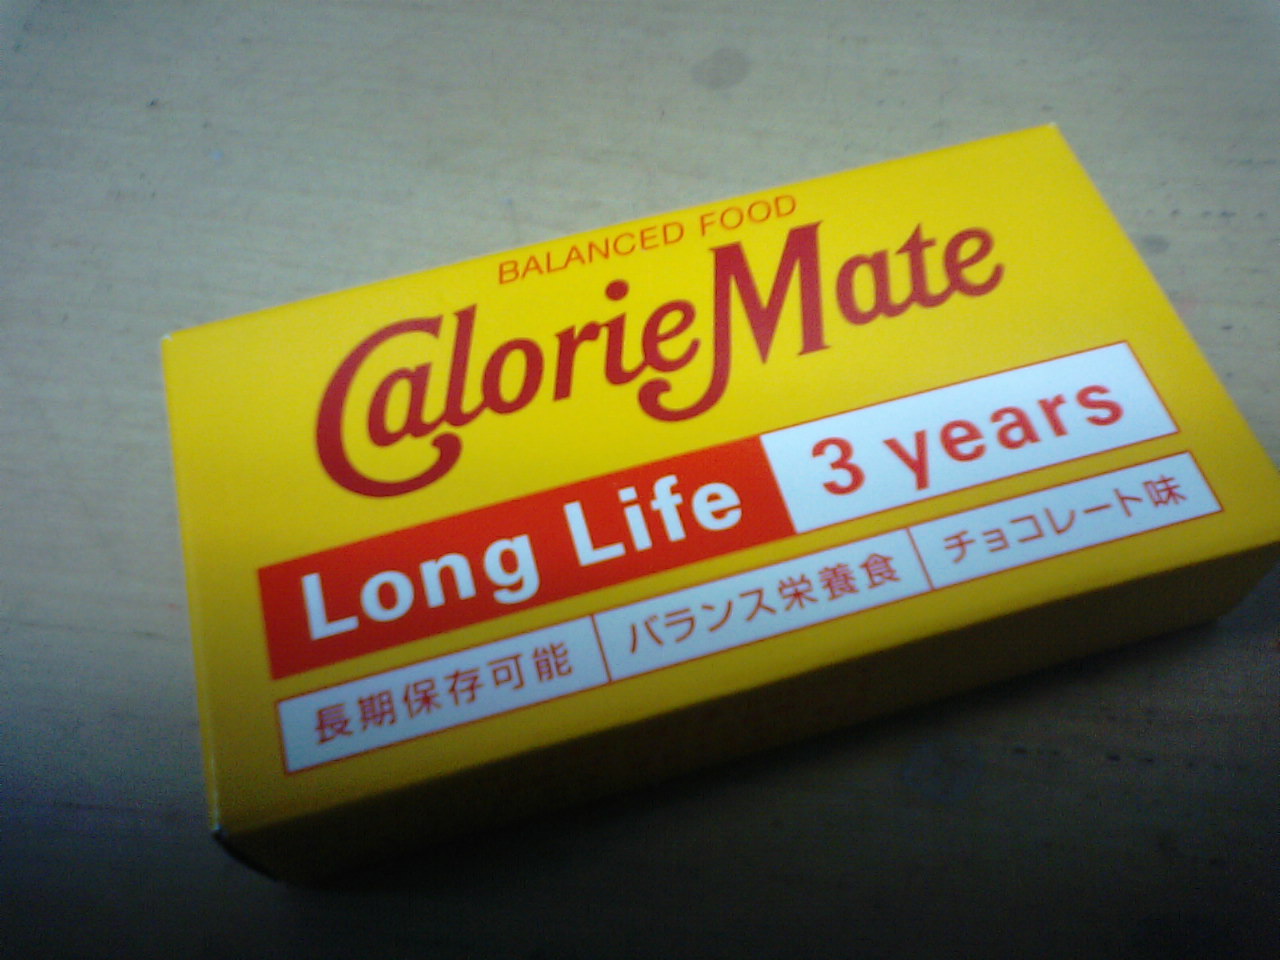 BALANCED FOOD
CalorieMate
Long Life 3 years
長期保存可能 バランス栄養食 チョコレート味